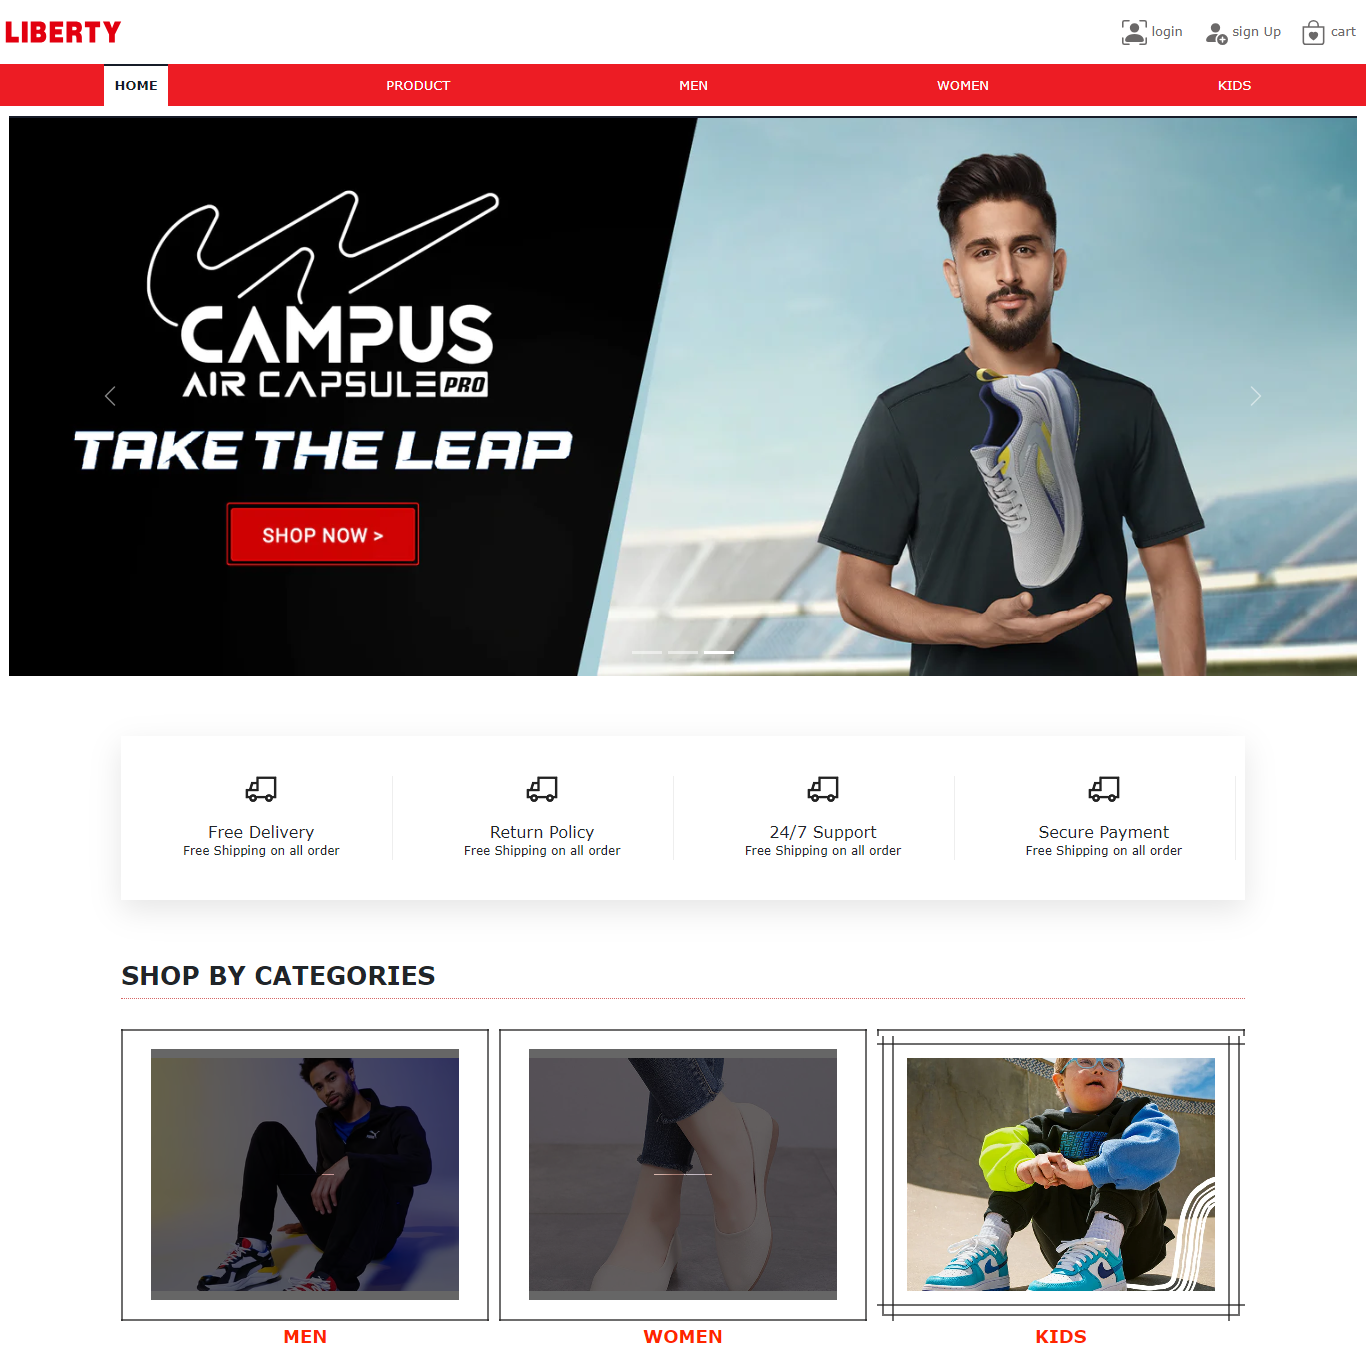 LIBERTY
login
sign Up
cart
HOME
PRODUCT
MEN
WOMEN
KIDS
CAMPUS
AIR CAPSULE PRO
TAKE THE LEAP
SHOP NOW >
Free Delivery
Free Shipping on all order
Return Policy
Free Shipping on all order
24/7 Support
Free Shipping on all order
Secure Payment
Free Shipping on all order
SHOP BY CATEGORIES
MEN
WOMEN
KIDS